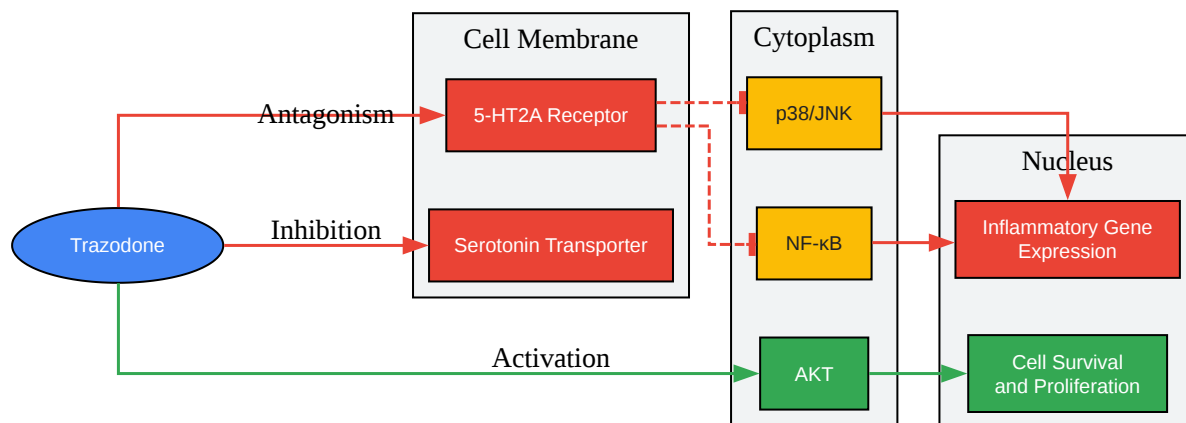 Cell Membrane
Cytoplasm
Antagonism
5-HT2A Receptor
p38/JNK
Nucleus
Trazodone
Inhibition
Serotonin Transporter
NF-κB
Inflammatory Gene
Expression
Activation
AKT
Cell Survival
and Proliferation